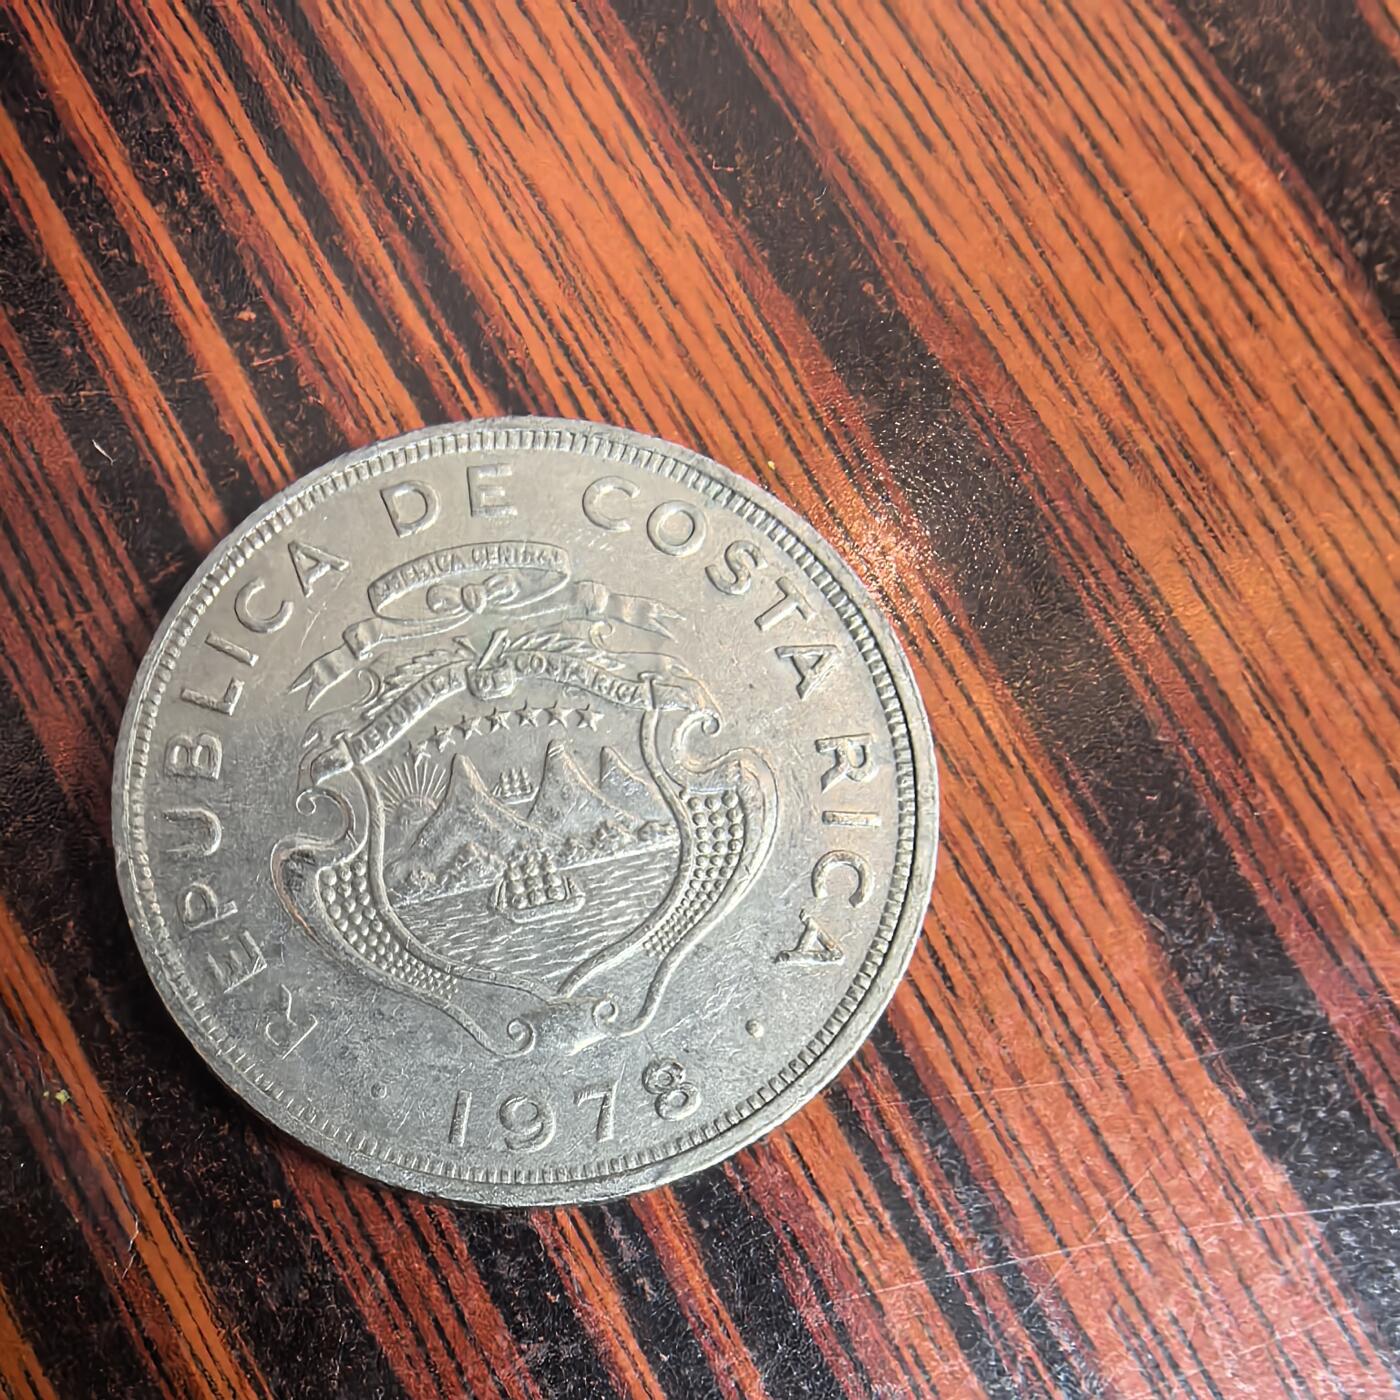 REPUBLICA DE COSTA RICA
AMERICA CENTRAL
REPUBLICA DE COSTA RICA
1978